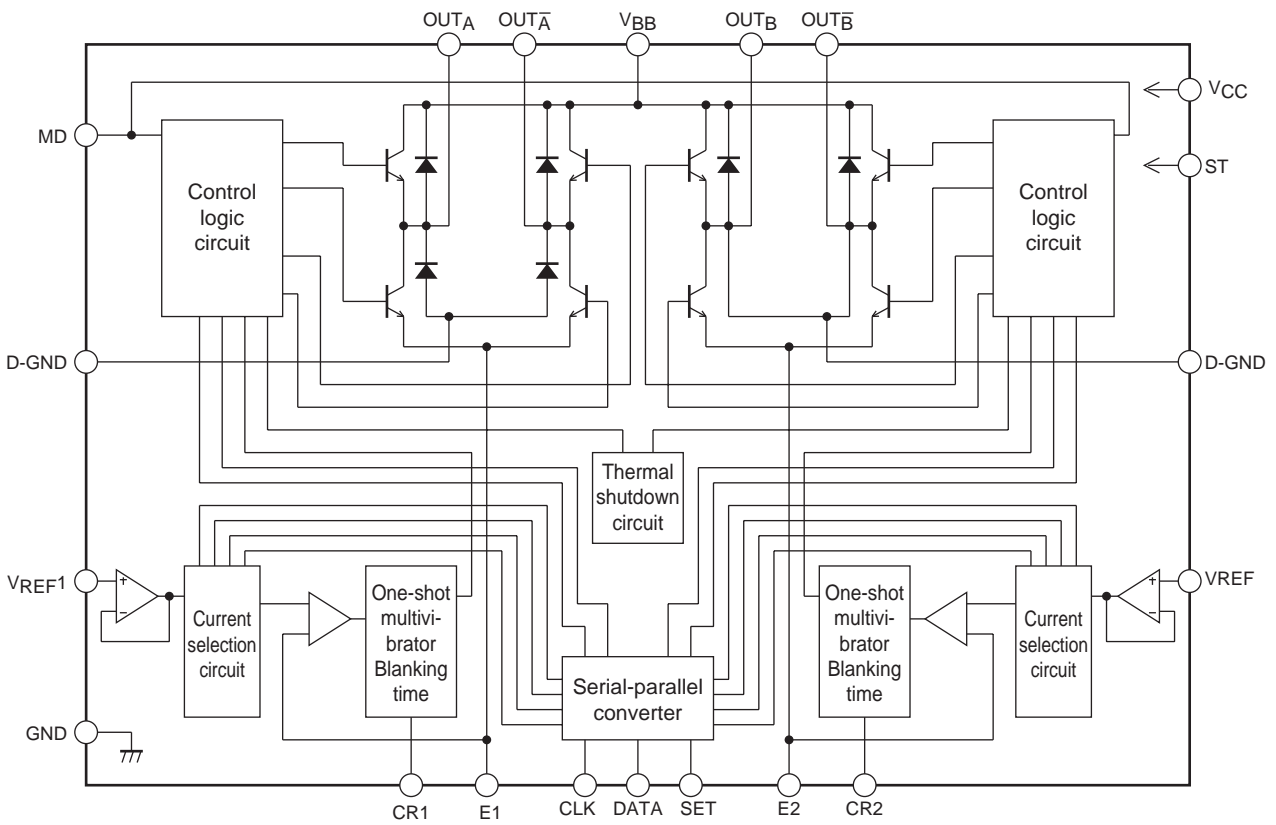 OUTA
OUTA̅
VBB
OUTB
OUTB̅
VCC
MD
ST
Control
logic
circuit
Control
logic
circuit
D-GND
D-GND
Thermal
shutdown
circuit
VREF1
+
−
Current
selection
circuit
One-shot
multivi-
brator
Blanking
time
One-shot
multivi-
brator
Blanking
time
Current
selection
circuit
+
−
VREF
Serial-parallel
converter
GND
CR1
E1
CLK
DATA
SET
E2
CR2